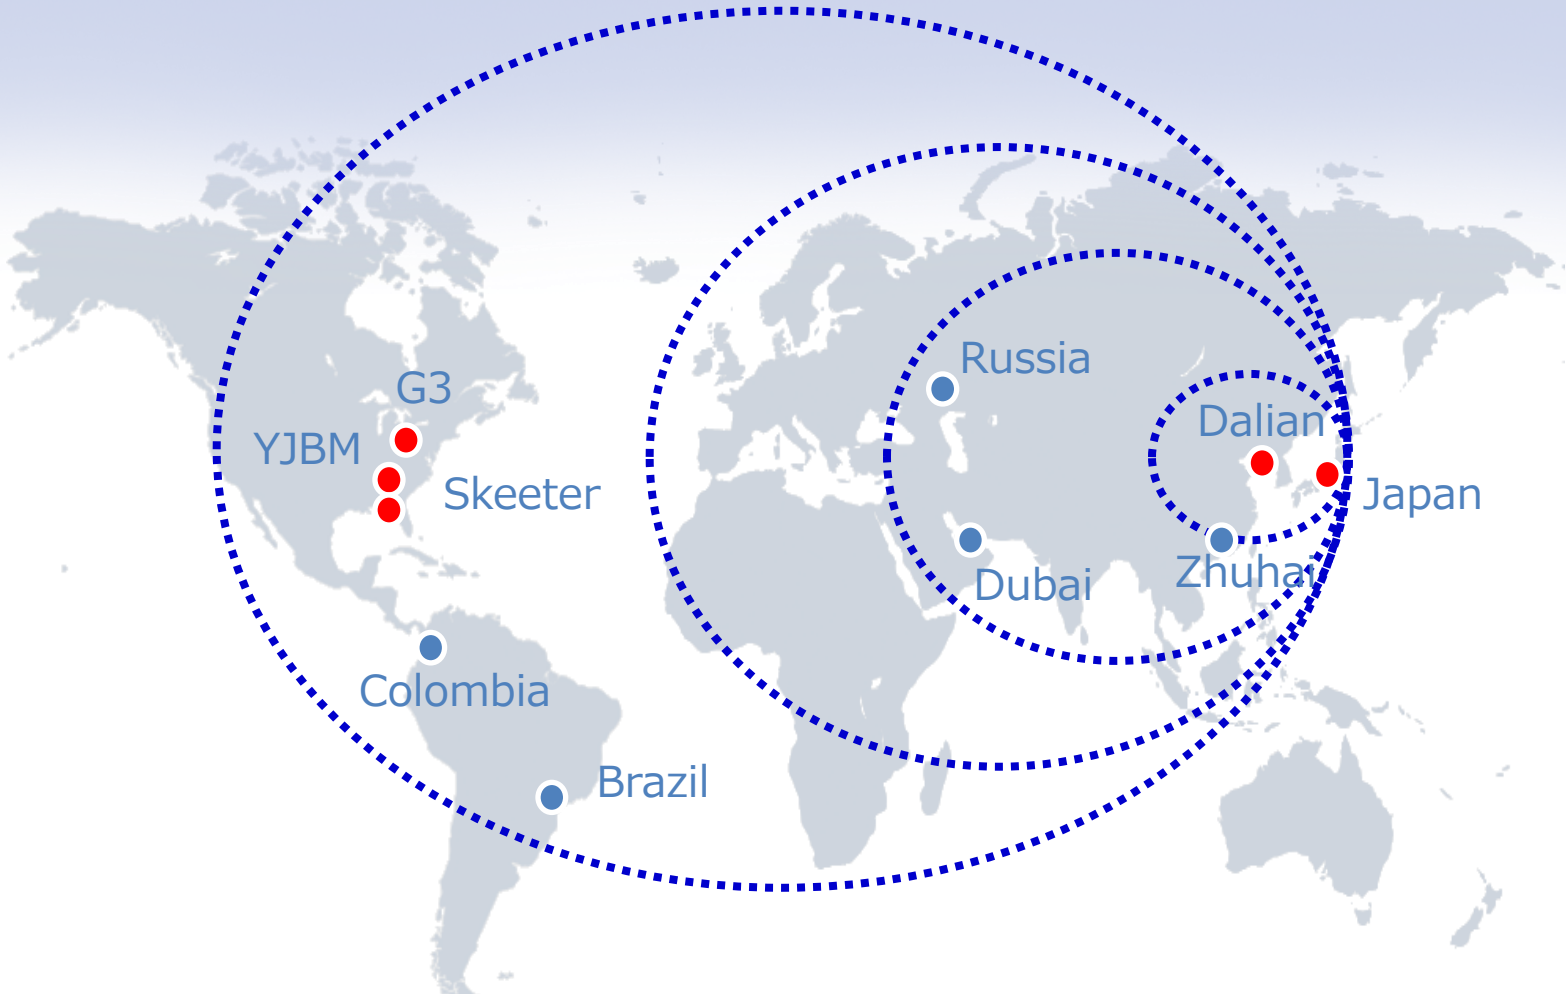 Russia
G3
Dalian
YJBM
Skeeter
Japan
Zhuhai
Dubai
Colombia
Brazil